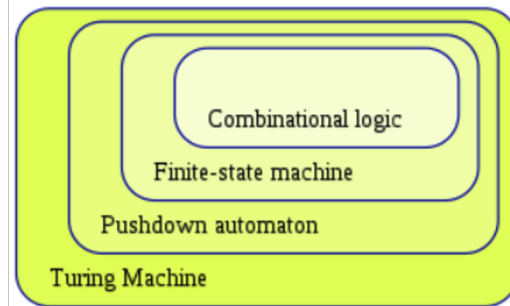 Combinational logic
Finite-state machine
Pushdown automaton
Turing Machine